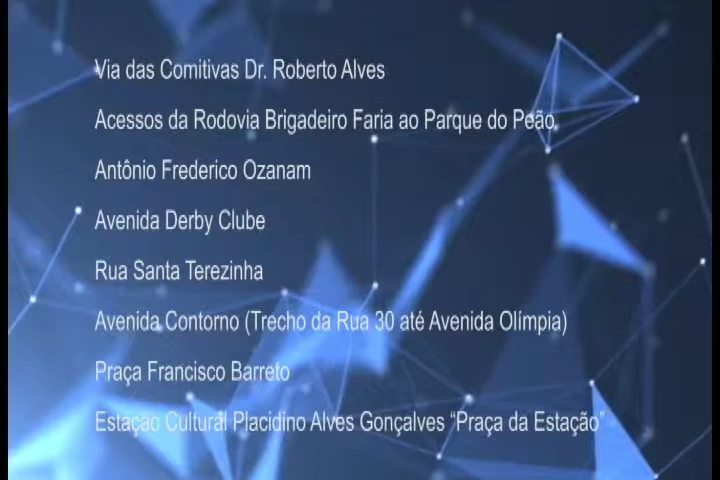 Via das Comitivas Dr. Roberto Alves
Acessos da Rodovia Brigadeiro Faria ao Parque do Peão
Antônio Frederico Ozanam
Avenida Derby Clube
Rua Santa Terezinha
Avenida Contorno (Trecho da Rua 30 até Avenida Olímpia)
Praça Francisco Barreto
Estação Cultural Placidino Alves Gonçalves “Praça da Estação”